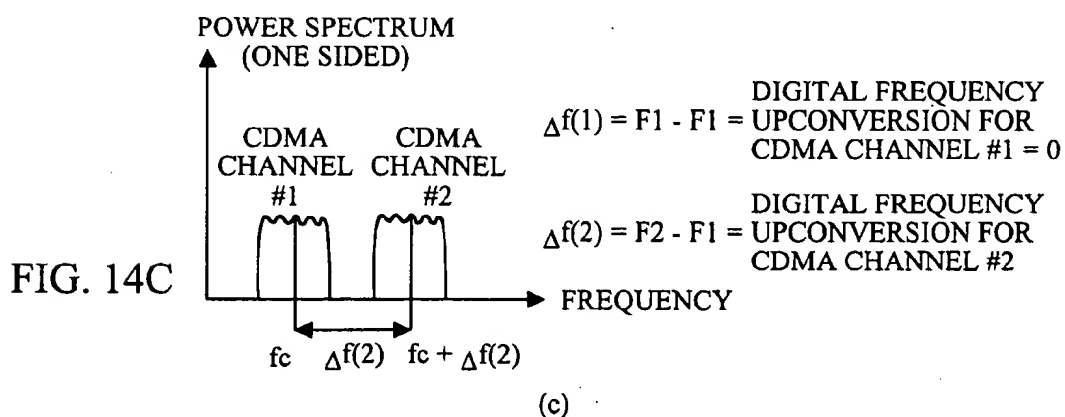 POWER SPECTRUM
(ONE SIDED)
CDMA
CHANNEL
#1
CDMA
CHANNEL
#2
DIGITAL FREQUENCY
Δf(1) = F1 - F1 = UPCONVERSION FOR
CDMA CHANNEL #1 = 0
DIGITAL FREQUENCY
Δf(2) = F2 - F1 = UPCONVERSION FOR
CDMA CHANNEL #2
FIG. 14C
FREQUENCY
fc
Δf(2)
fc + Δf(2)
(c)